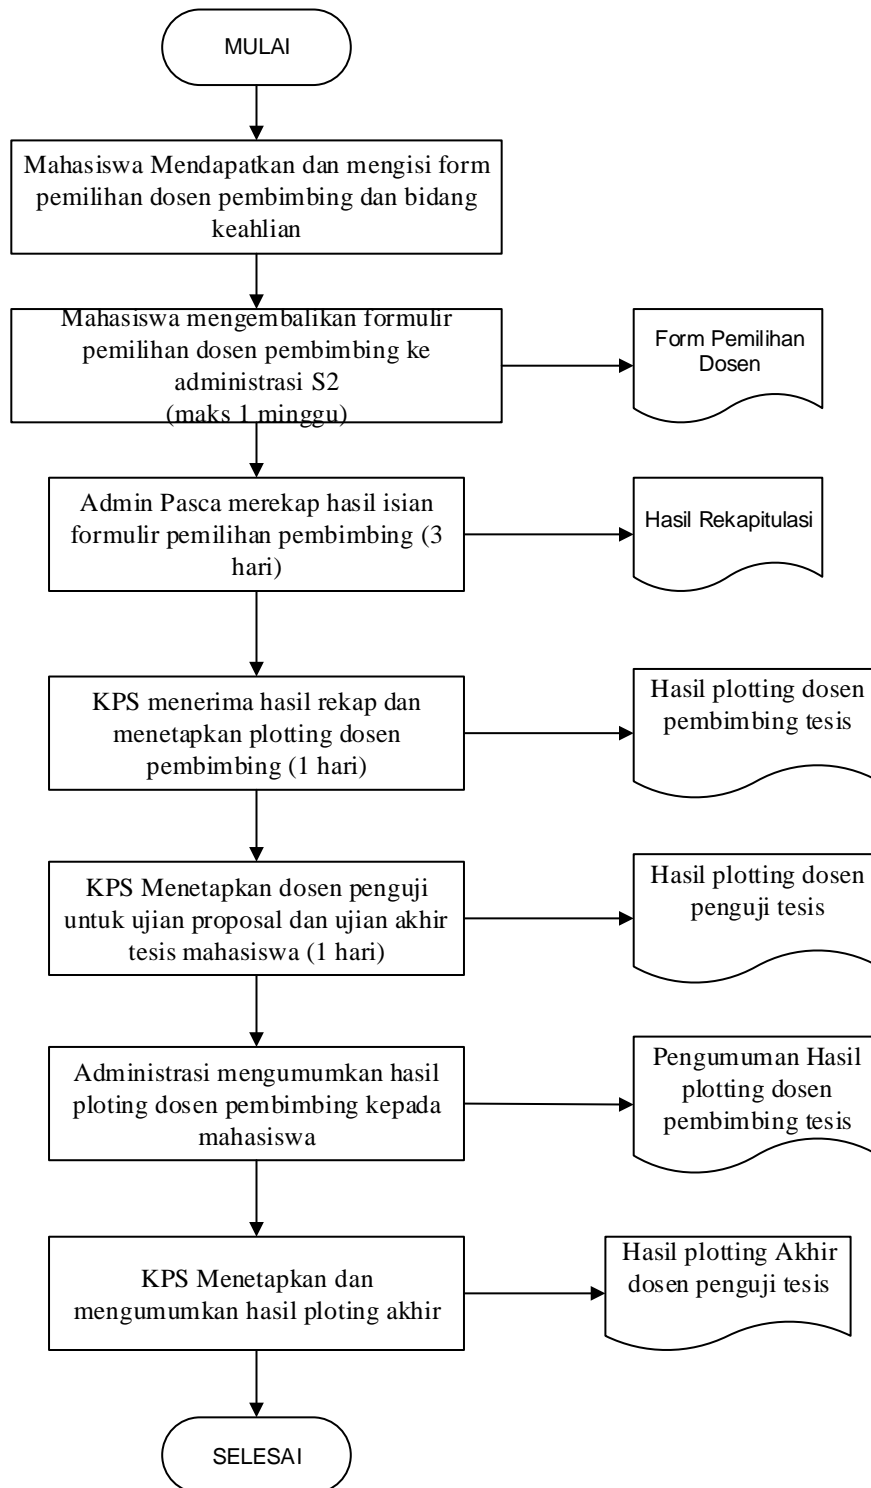 MULAI
Mahasiswa Mendapatkan dan mengisi form
pemilihan dosen pembimbing dan bidang
keahlian
Mahasiswa mengembalikan formulir
pemilihan dosen pembimbing ke
administrasi S2
(maks 1 minggu)
Form Pemilihan
Dosen
Admin Pasca merekap hasil isian
formulir pemilihan pembimbing (3
hari)
Hasil Rekapitulasi
KPS menerima hasil rekap dan
menetapkan plotting dosen
pembimbing (1 hari)
Hasil plotting dosen
pembimbing tesis
KPS Menetapkan dosen penguji
untuk ujian proposal dan ujian akhir
tesis mahasiswa (1 hari)
Hasil plotting dosen
penguji tesis
Administrasi mengumumkan hasil
ploting dosen pembimbing kepada
mahasiswa
Pengumuman Hasil
plotting dosen
pembimbing tesis
KPS Menetapkan dan
mengumumkan hasil ploting akhir
Hasil plotting Akhir
dosen penguji tesis
SELESAI